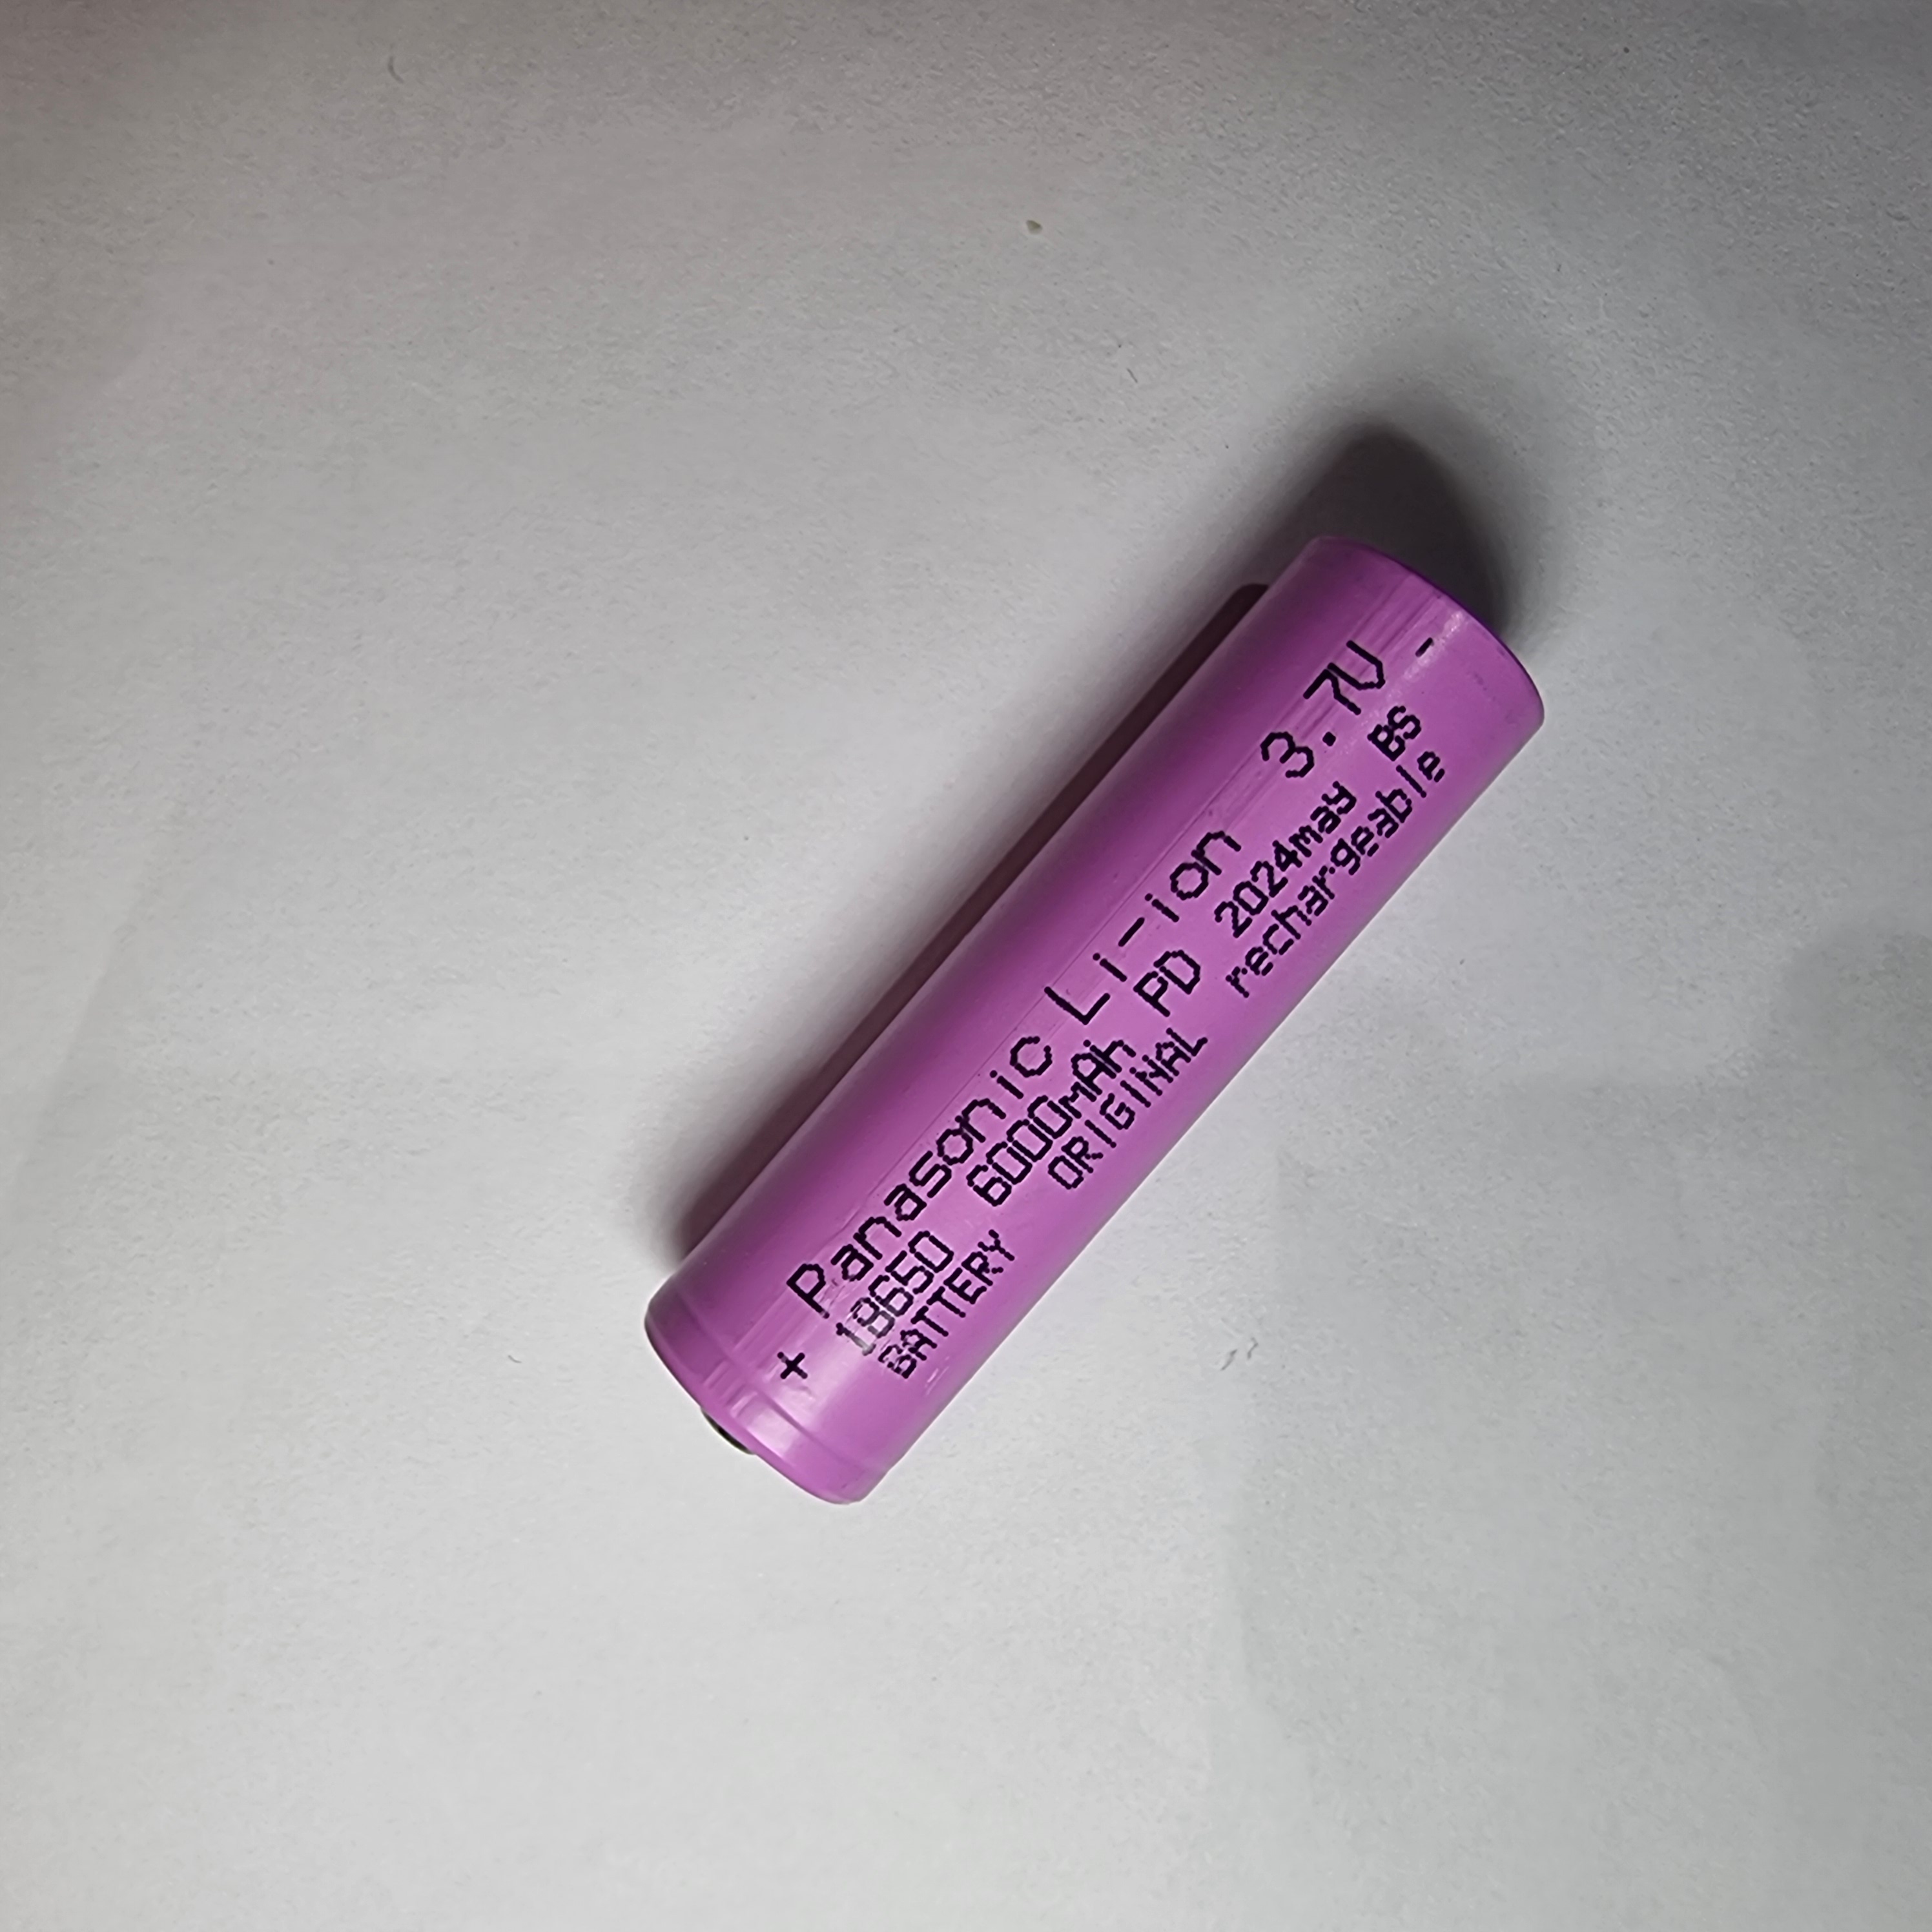 Panasonic Li-ion 3.7V
+ -
18650 6000mAh PD 2024may BS
BATTERY ORIGINAL rechargeable